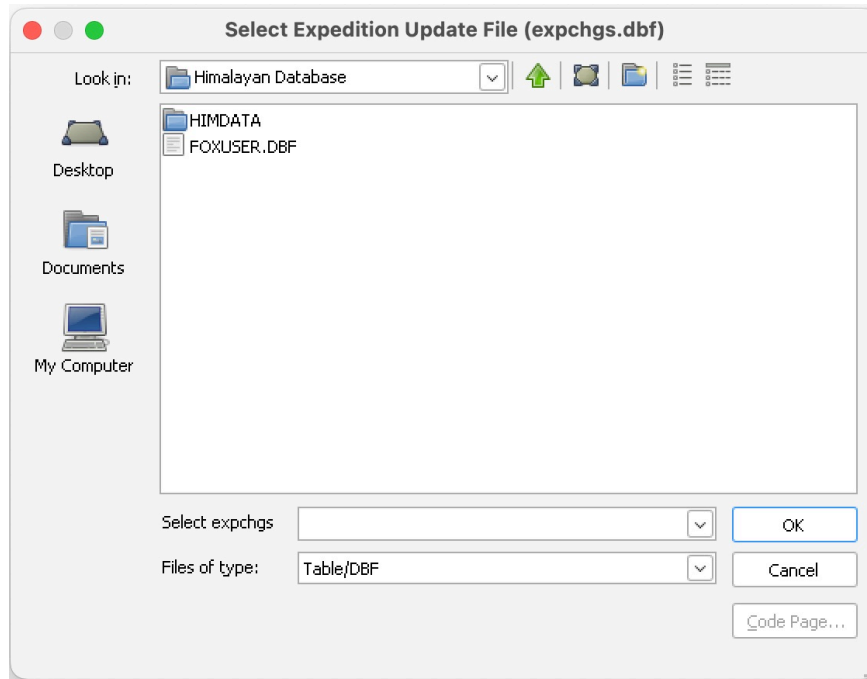 Select Expedition Update File (expchgs.dbf)
Look in:
Himalayan Database
HIMDATA
FOXUSER.DBF
Desktop
Documents
My Computer
Select expchgs
OK
Files of type:
Table/DBF
Cancel
Code Page...